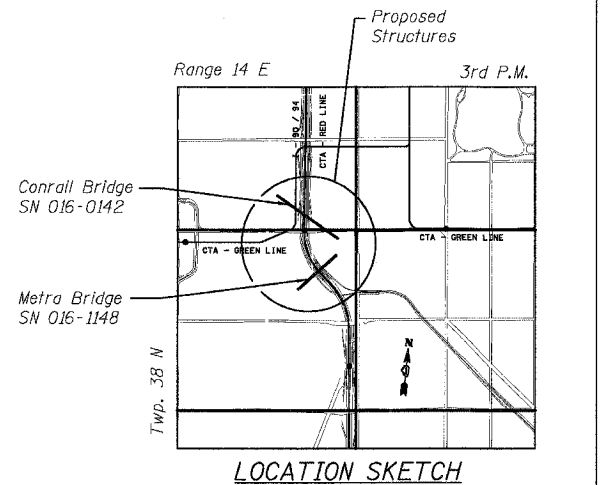 Proposed
Structures
Range 14 E
3rd P.M.
90 / 94
CTA - RED LINE
Conrail Bridge
SN 016-0142
CTA - GREEN LINE
CTA - GREEN LINE
Metra Bridge
SN 016-1148
Twp. 38 N
N
LOCATION SKETCH